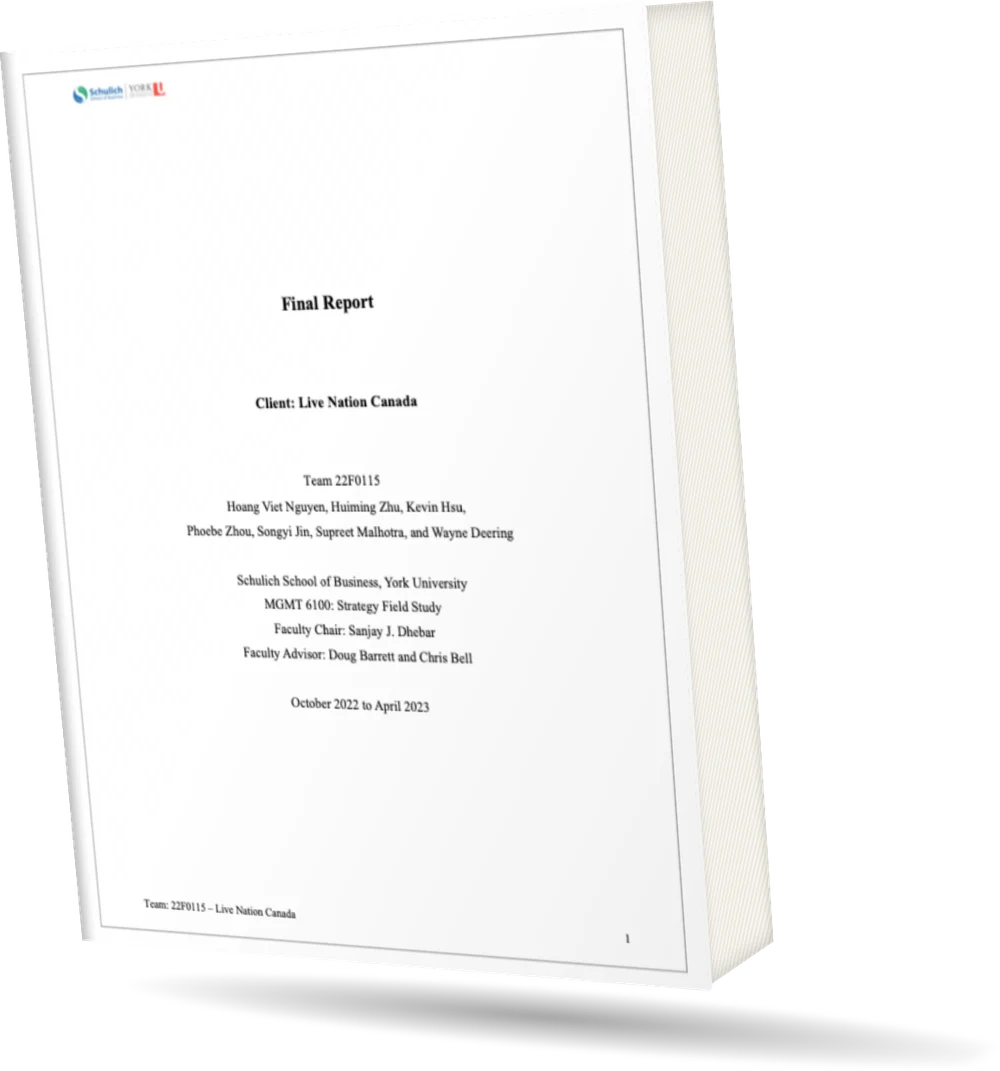 Schulich
YORK U
Final Report
Client: Live Nation Canada
Team 22F0115
Hoang Viet Nguyen, Huiming Zhu, Kevin Hsu,
Phoebe Zhou, Songyi Jin, Supreet Malhotra, and Wayne Deering
Schulich School of Business, York University
MGMT 6100: Strategy Field Study
Faculty Chair: Sanjay J. Dhebar
Faculty Advisor: Doug Barrett and Chris Bell
October 2022 to April 2023
Team: 22F0115 – Live Nation Canada
1